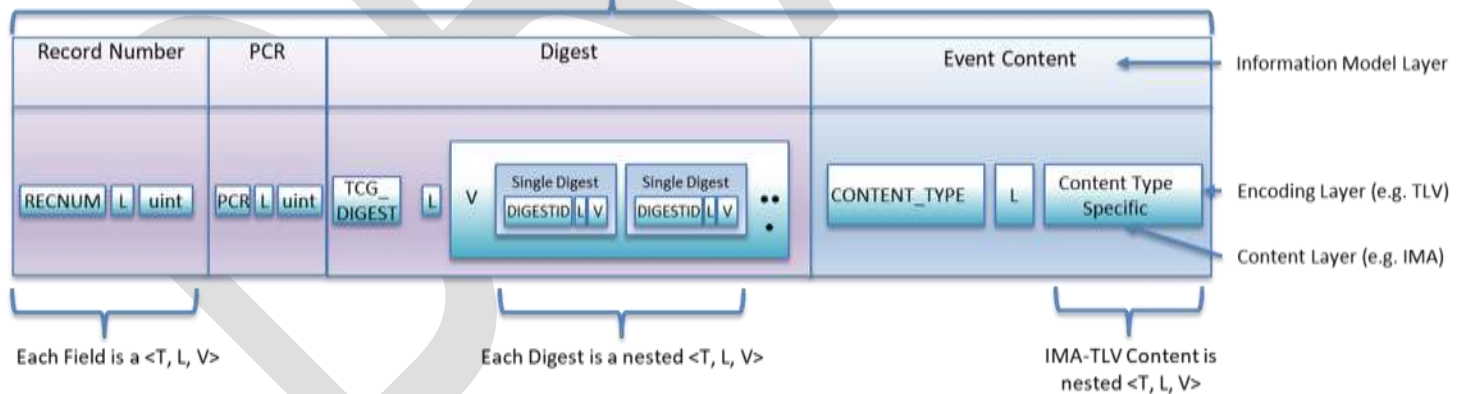 Record Number
PCR
Digest
Event Content
Information Model Layer
RECNUM L uint
PCR L uint
TCG_
DIGEST
L
V
Single Digest
DIGESTID L V
Single Digest
DIGESTID L V
CONTENT_TYPE
L
Content Type
Specific
Encoding Layer (e.g. TLV)
Content Layer (e.g. IMA)
Each Field is a <T, L, V>
Each Digest is a nested <T, L, V>
IMA-TLV Content is
nested <T, L, V>